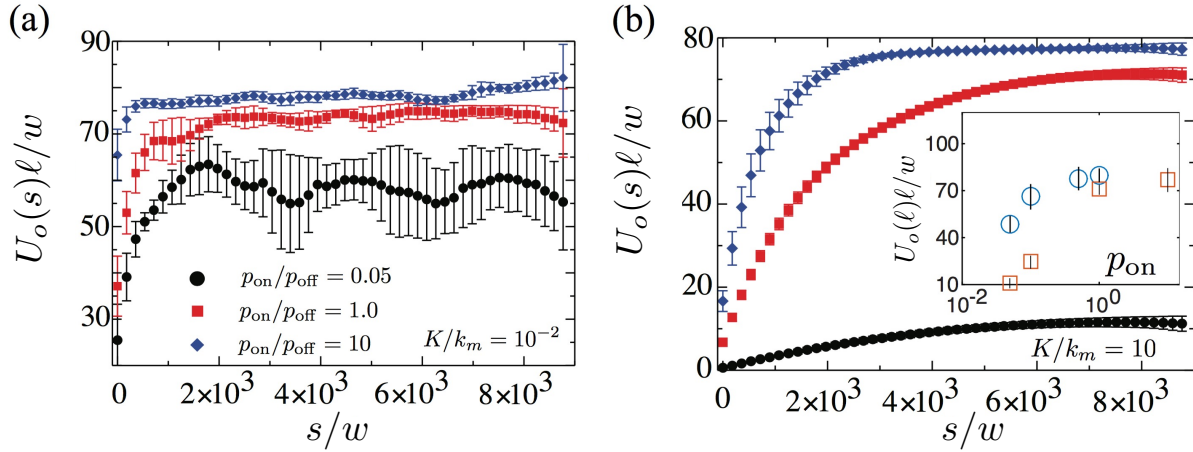 (a)
U_o(s)ℓ/w
90
70
50
30
p_on/p_off = 0.05
p_on/p_off = 1.0
p_on/p_off = 10
K/k_m = 10^-2
0
2×10^3
4×10^3
6×10^3
8×10^3
s/w
(b)
U_o(s)ℓ/w
80
60
40
20
0
U_o(ℓ)ℓ/w
100
70
40
10
10^-2
10^0
p_on
K/k_m = 10
0
2×10^3
4×10^3
6×10^3
8×10^3
s/w